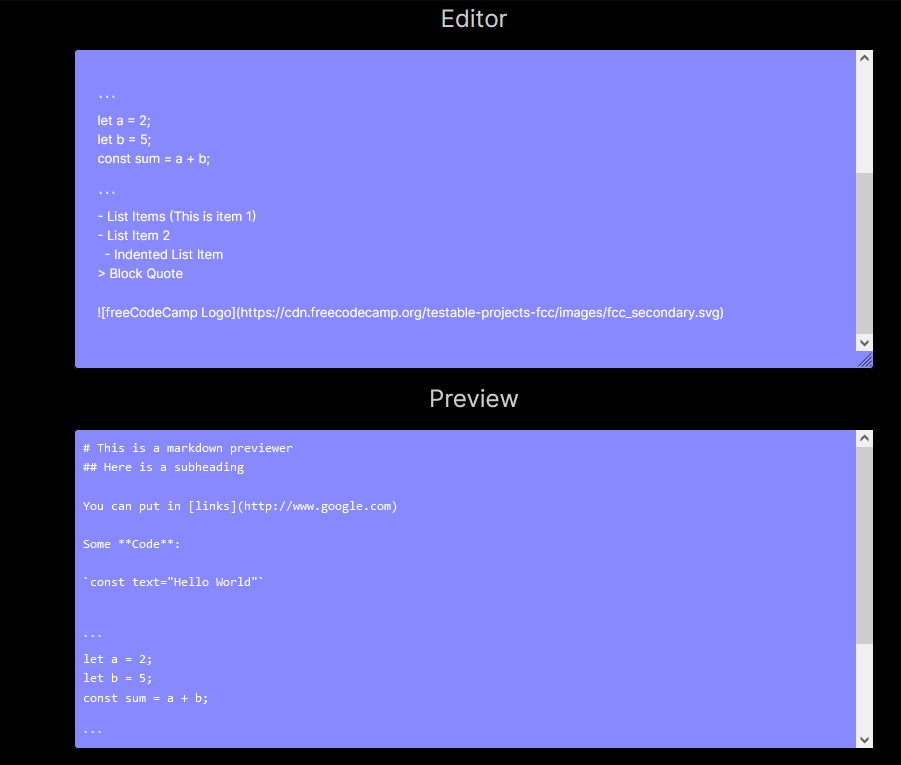 Editor
```
let a = 2;
let b = 5;
const sum = a + b;
```
- List Items (This is item 1)
- List Item 2
  - Indented List Item
> Block Quote
![freeCodeCamp Logo](https://cdn.freecodecamp.org/testable-projects-fcc/images/fcc_secondary.svg)
Preview
# This is a markdown previewer
## Here is a subheading
You can put in [links](http://www.google.com)
Some **Code**:
`const text="Hello World"`
```
let a = 2;
let b = 5;
const sum = a + b;
```